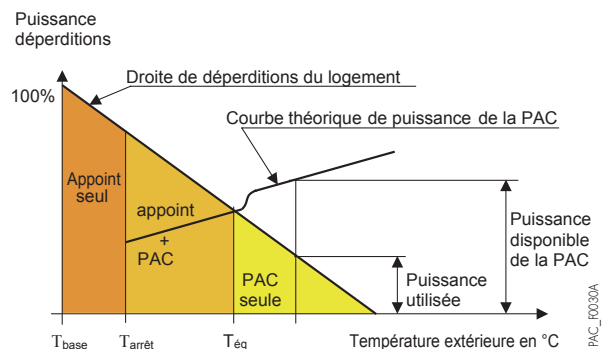 Puissance
déperditions
100%
Droite de déperditions du logement
Courbe théorique de puissance de la PAC
Appoint
seul
appoint
+
PAC
PAC
seule
Puissance
utilisée
Puissance
disponible
de la PAC
Tbase
Tarrêt
Téq
Température extérieure en °C
PAC_F0030A